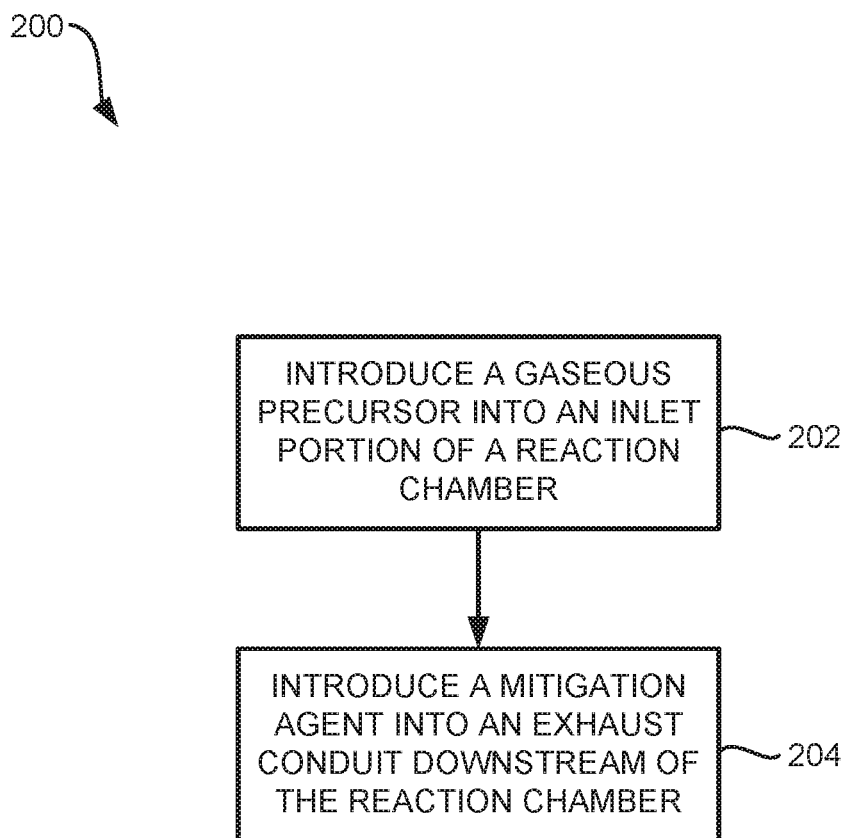 200
INTRODUCE A GASEOUS
PRECURSOR INTO AN INLET
PORTION OF A REACTION
CHAMBER
202
INTRODUCE A MITIGATION
AGENT INTO AN EXHAUST
CONDUIT DOWNSTREAM OF
THE REACTION CHAMBER
204